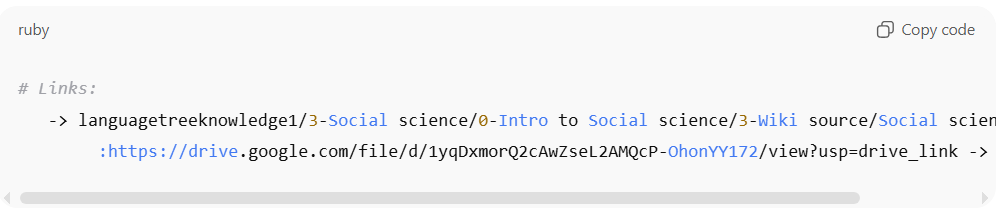 ruby
Copy code
# Links:
-> languagetreeknowledge1/3-Social science/0-Intro to Social science/3-Wiki source/Social scien
:https://drive.google.com/file/d/1yqDxmorQ2cAwZseL2AMQcP-OhonYY172/view?usp=drive_link ->